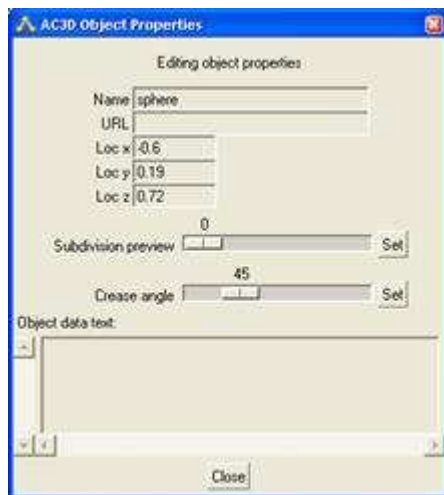 AC3D Object Properties
Editing object properties
Name sphere
URL
Loc x -0.6
Loc y 0.19
Loc z 0.72
0
Subdivision preview Set
45
Crease angle Set
Object data text:
Close